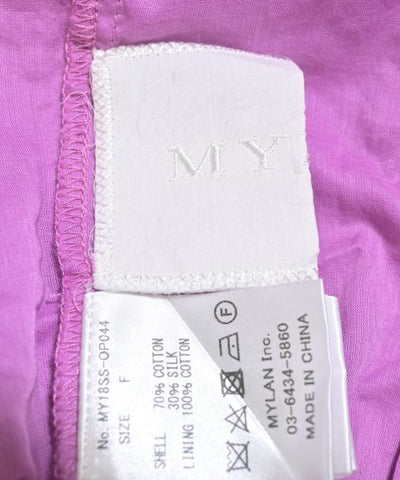 MY
No. MY18SS-OP044
SIZE F
SHELL 70% COTTON
30% SILK
LINING 100% COTTON
F
MYLAN Inc.
03-6434-5860
MADE IN CHINA